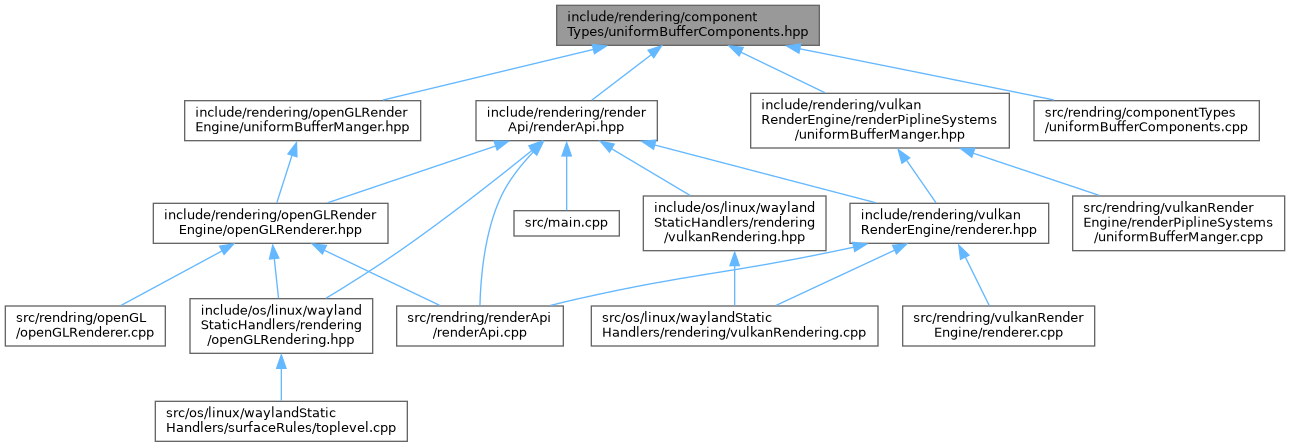 include/rendering/component
Types/uniformBufferComponents.hpp
include/rendering/openGLRender
Engine/uniformBufferManger.hpp
include/rendering/render
Api/renderApi.hpp
include/rendering/vulkan
RenderEngine/renderPiplineSystems
/uniformBufferManger.hpp
src/rendring/componentTypes
/uniformBufferComponents.cpp
include/rendering/openGLRender
Engine/openGLRenderer.hpp
src/main.cpp
include/os/linux/wayland
StaticHandlers/rendering
/vulkanRendering.hpp
include/rendering/vulkan
RenderEngine/renderer.hpp
src/rendring/vulkanRender
Engine/renderPiplineSystems
/uniformBufferManger.cpp
src/rendring/openGL
/openGLRenderer.cpp
include/os/linux/wayland
StaticHandlers/rendering
/openGLRendering.hpp
src/rendring/renderApi
/renderApi.cpp
src/os/linux/waylandStatic
Handlers/rendering/vulkanRendering.cpp
src/rendring/vulkanRender
Engine/renderer.cpp
src/os/linux/waylandStatic
Handlers/surfaceRules/toplevel.cpp